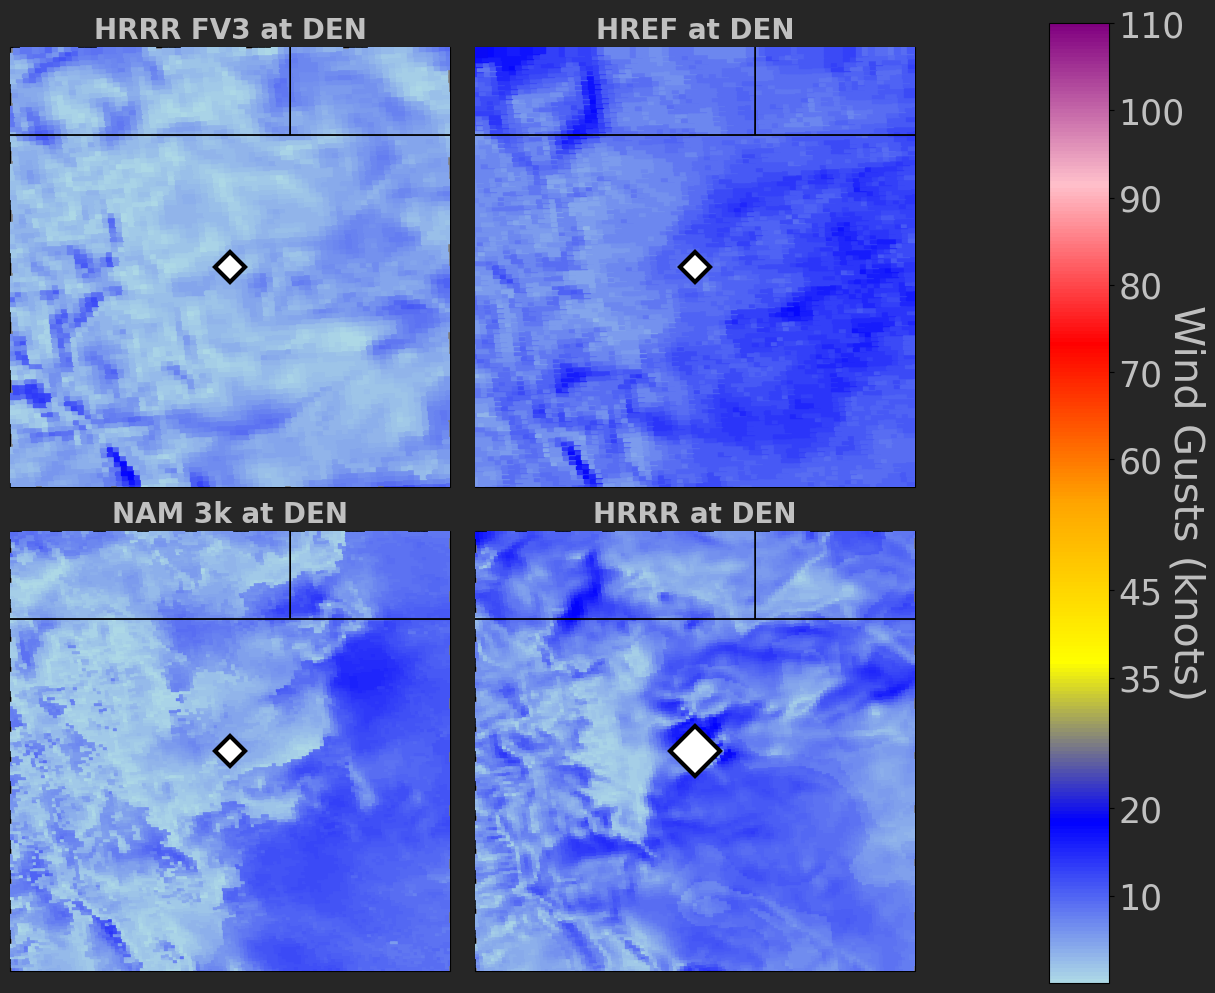 HRRR FV3 at DEN
HREF at DEN
NAM 3k at DEN
HRRR at DEN
110
100
90
80
70
60
45
35
20
10
Wind Gusts (knots)